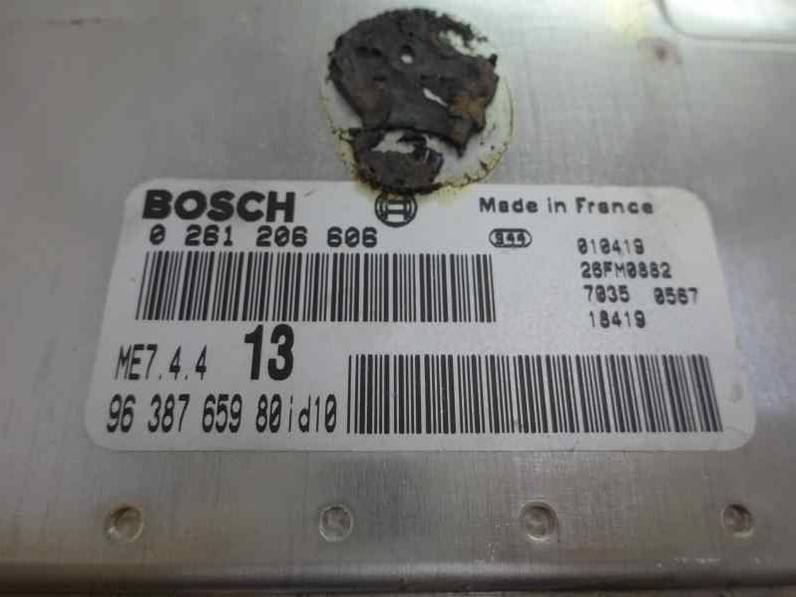 BOSCH
Made in France
0 261 206 606
944
010419
26FM0882
7035 0567
18419
ME7.4.4 13
96 387 659 80id10